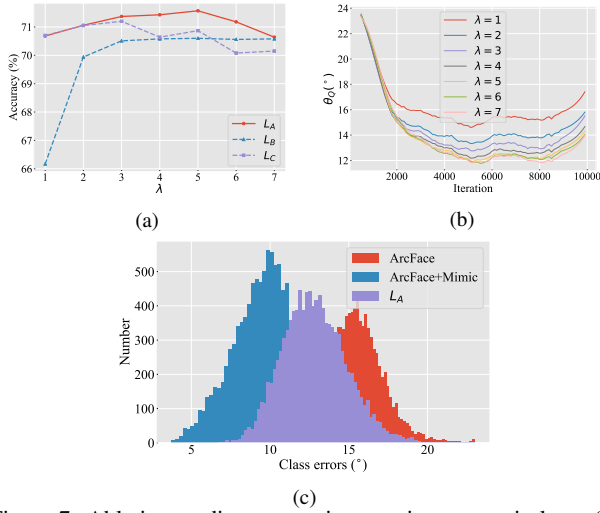 71
70
69
68
67
66
Accuracy (%)
L_A
L_B
L_C
1 2 3 4 5 6 7
λ
(a)
24
22
20
18
16
14
12
θ_Q(°)
λ = 1
λ = 2
λ = 3
λ = 4
λ = 5
λ = 6
λ = 7
2000 4000 6000 8000 10000
Iteration
(b)
500
400
300
200
100
0
Number
ArcFace
ArcFace+Mimic
L_A
5 10 15 20
Class errors (°)
(c)